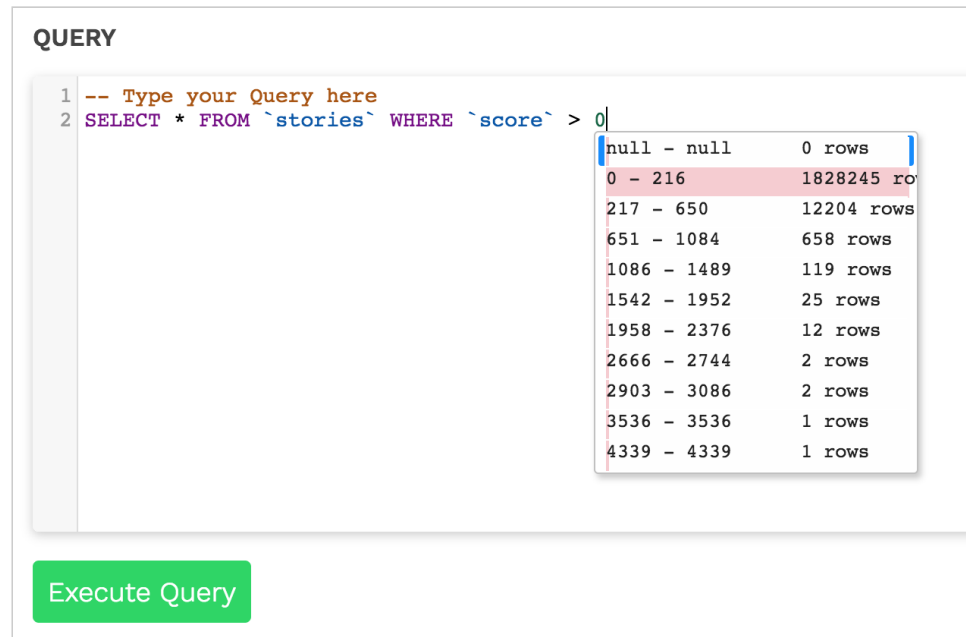 QUERY
1 -- Type your Query here
2 SELECT * FROM `stories` WHERE `score` > 0
null - null 0 rows
0 - 216 1828245 ro
217 - 650 12204 rows
651 - 1084 658 rows
1086 - 1489 119 rows
1542 - 1952 25 rows
1958 - 2376 12 rows
2666 - 2744 2 rows
2903 - 3086 2 rows
3536 - 3536 1 rows
4339 - 4339 1 rows
Execute Query